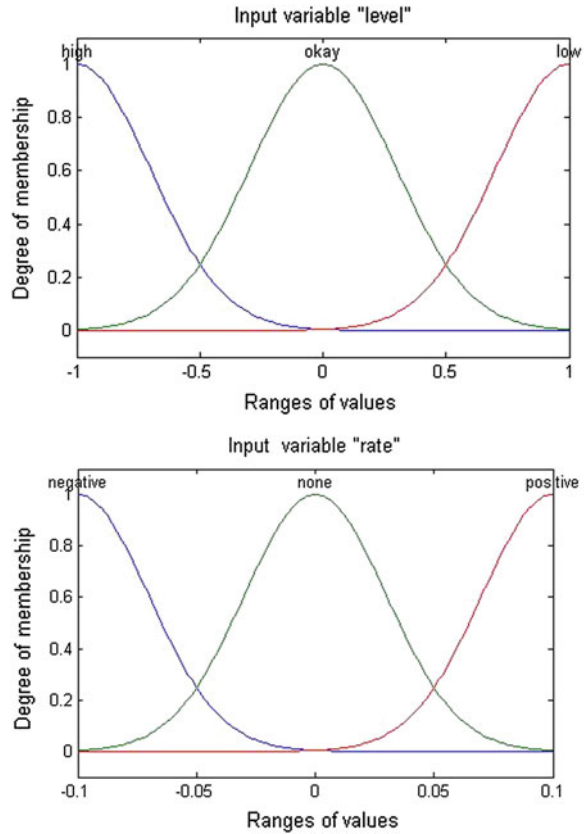 Input variable "level"
high okay low
1
0.8
0.6
0.4
0.2
0
Degree of membership
-1 -0.5 0 0.5 1
Ranges of values
Input variable "rate"
negative none positive
1
0.8
0.6
0.4
0.2
0
Degree of membership
-0.1 -0.05 0 0.05 0.1
Ranges of values